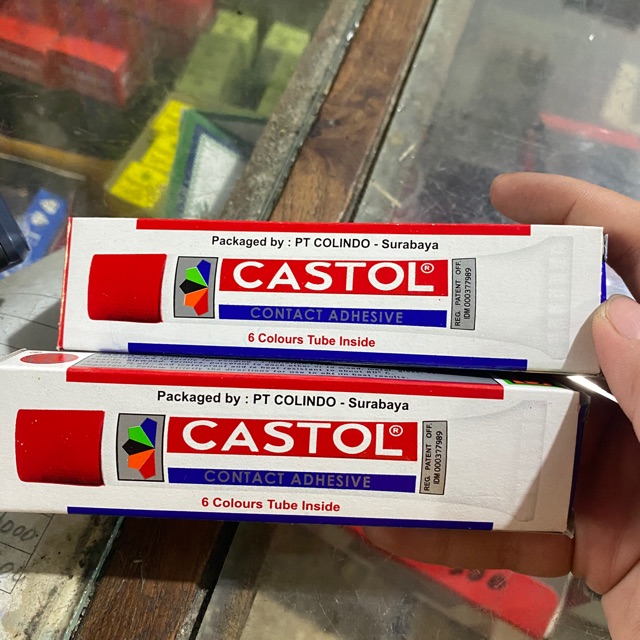 Packaged by : PT COLINDO - Surabaya
CASTOL®
CONTACT ADHESIVE
REG. PATENT OFF.
IDM 000377989
6 Colours Tube Inside
Packaged by : PT COLINDO - Surabaya
CASTOL®
CONTACT ADHESIVE
REG. PATENT OFF.
IDM 000377989
6 Colours Tube Inside